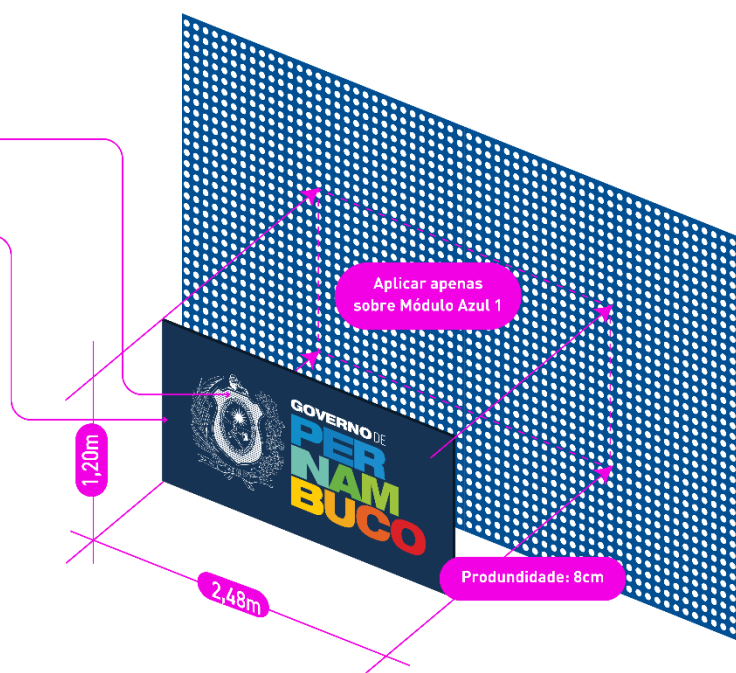 Aplicar apenas
sobre Módulo Azul 1
GOVERNO DE
PER
NAM
BUCO
1,20m
2,48m
Produndidade: 8cm